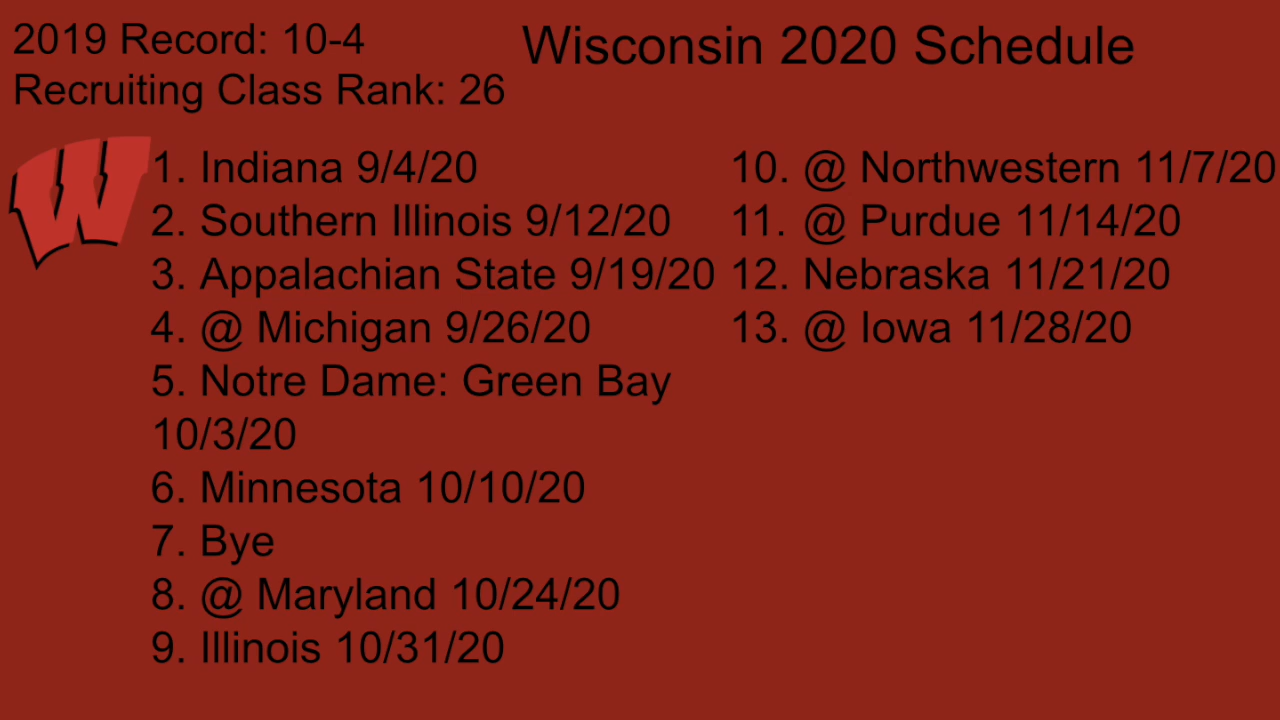 2019 Record: 10-4
Recruiting Class Rank: 26
Wisconsin 2020 Schedule
W
1. Indiana 9/4/20
2. Southern Illinois 9/12/20
3. Appalachian State 9/19/20
4. @ Michigan 9/26/20
5. Notre Dame: Green Bay
10/3/20
6. Minnesota 10/10/20
7. Bye
8. @ Maryland 10/24/20
9. Illinois 10/31/20
10. @ Northwestern 11/7/20
11. @ Purdue 11/14/20
12. Nebraska 11/21/20
13. @ Iowa 11/28/20